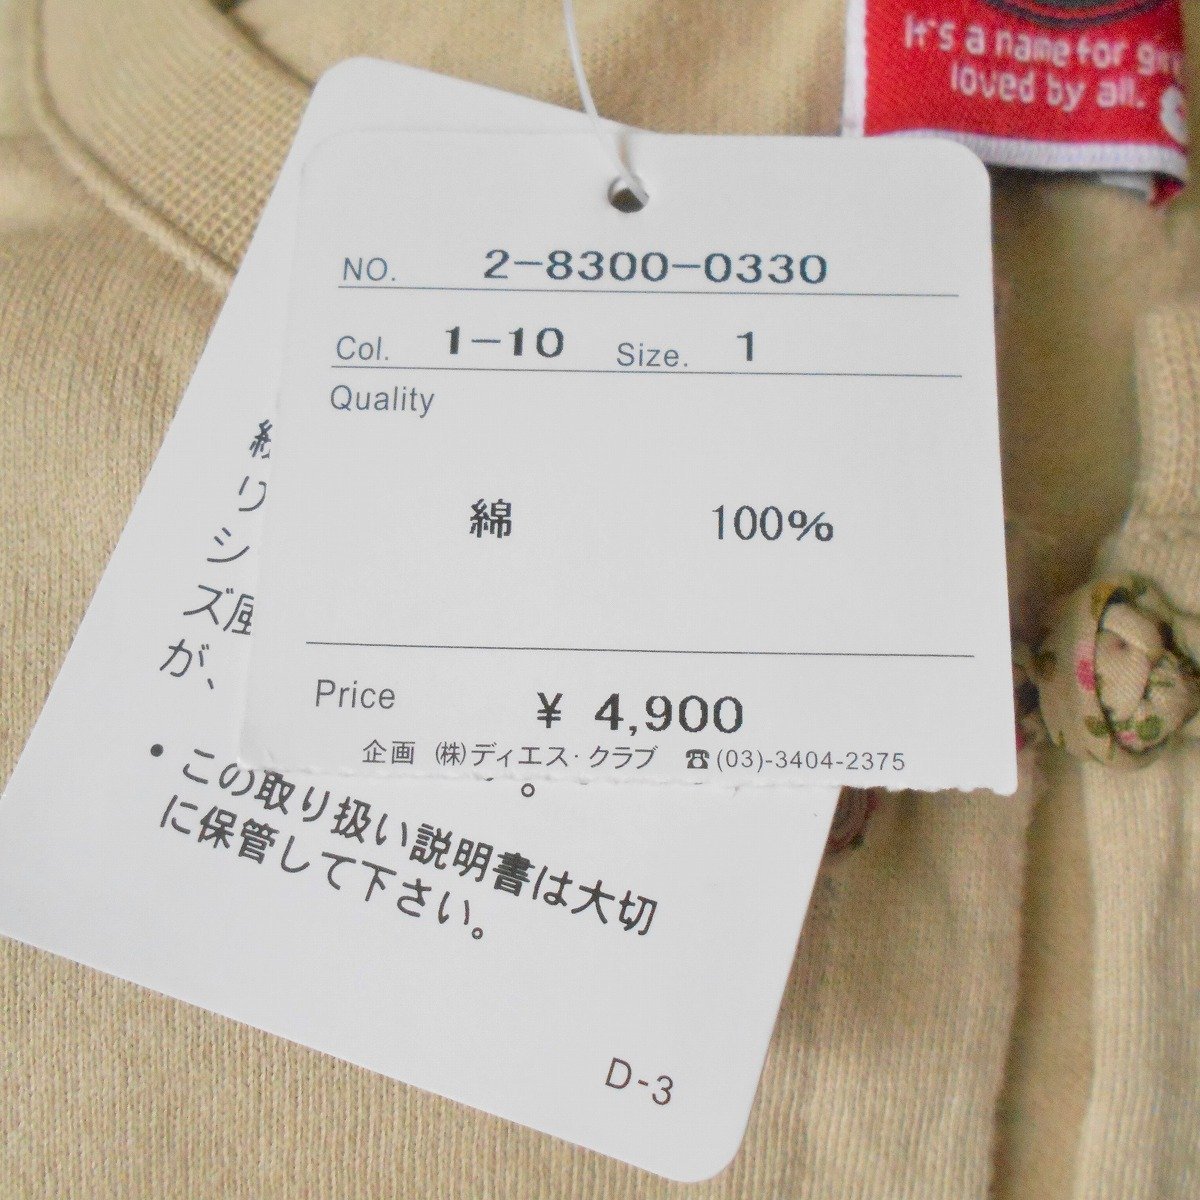 It's a name for
loved by all.
NO. 2-8300-0330
Col. 1-10 Size. 1
Quality
綿 100%
Price ¥ 4,900
企画 (株)ディエス・クラブ ☎(03)-3404-2375
り
シ
ズ風
が、
。
• この取り扱い説明書は大切
に保管して下さい。
D-3